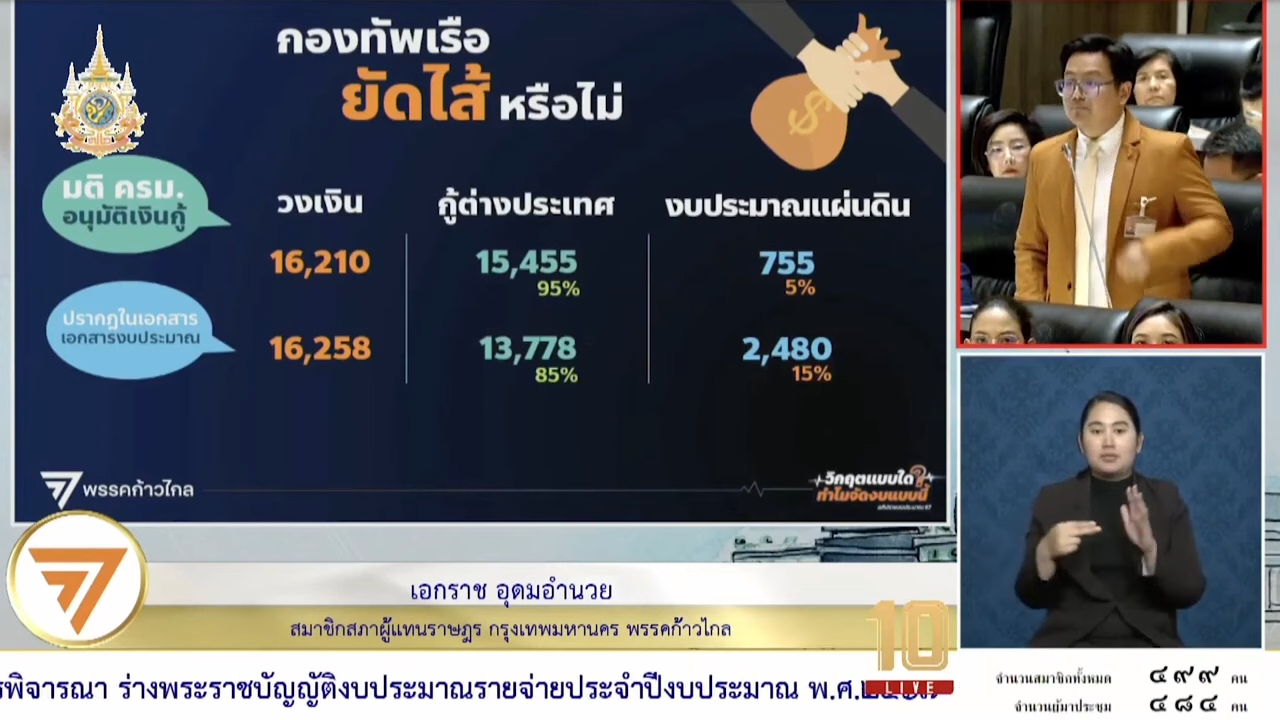 กองทัพเรือ
ยัดไส้ หรือไม่
มติ ครม.
อนุมัติเงินกู้
วงเงิน กู้ต่างประเทศ งบประมาณแผ่นดิน
16,210 15,455 755
95% 5%
ปรากฏในเอกสาร
เอกสารงบประมาณ
16,258 13,778 2,480
85% 15%
พรรคก้าวไกล
วิกฤตแบบใด?
ทำไมจัดงบแบบนี้
เอกราช อุดมอำนวย
สมาชิกสภาผู้แทนราษฎร กรุงเทพมหานคร พรรคก้าวไกล
10
LIVE
รพิจารณา ร่างพระราชบัญญัติงบประมาณรายจ่ายประจำปีงบประมาณ พ.ศ.
จำนวนสมาชิกทั้งหมด ๔๙๙ คน
จำนวนผู้มาประชุม ๔๘๔ คน